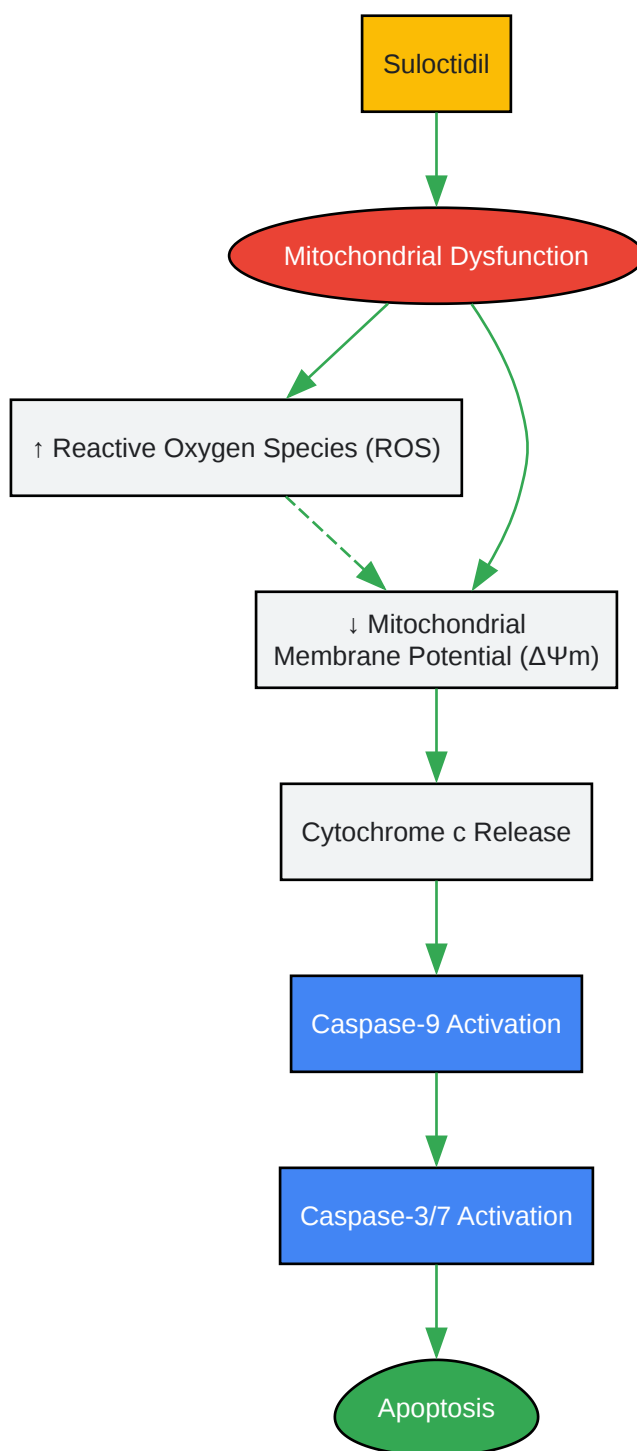 Suloctidil
Mitochondrial Dysfunction
↑ Reactive Oxygen Species (ROS)
↓ Mitochondrial
Membrane Potential (ΔΨm)
Cytochrome c Release
Caspase-9 Activation
Caspase-3/7 Activation
Apoptosis